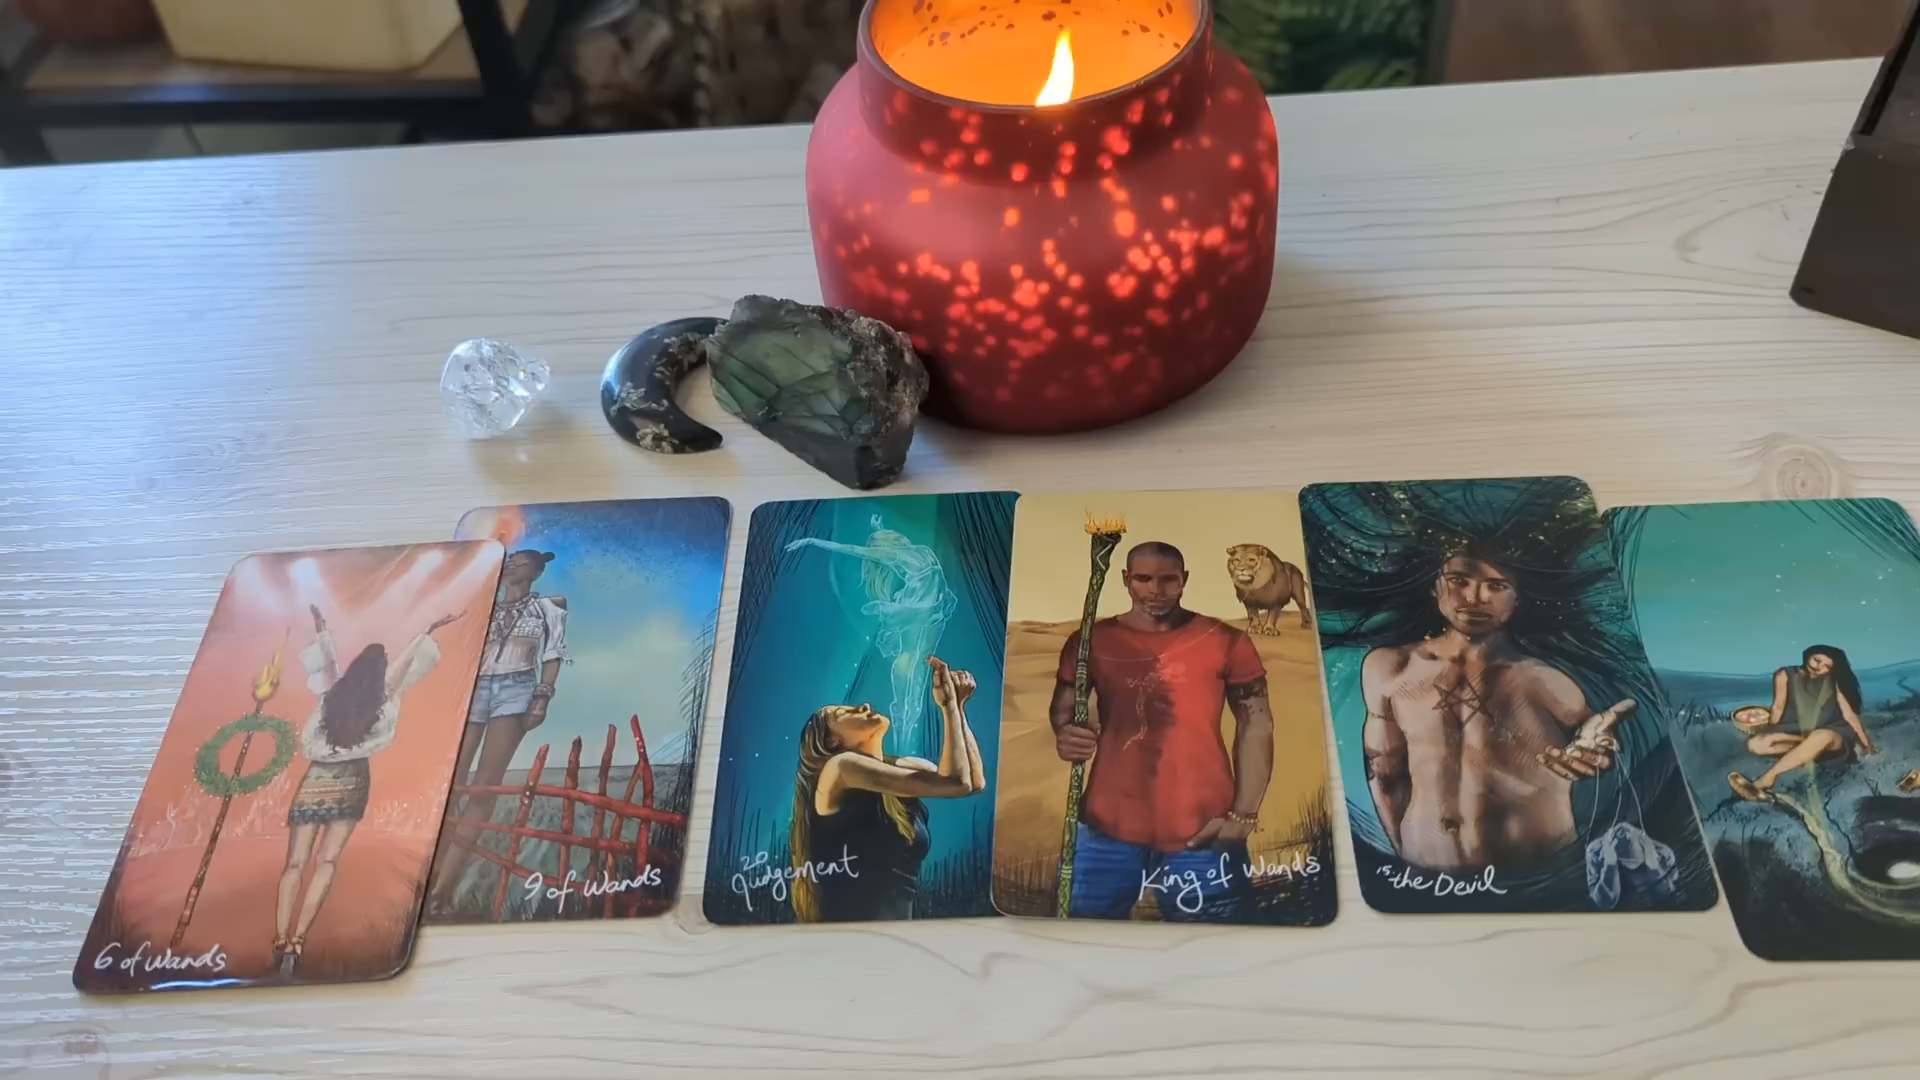 6 of Wands
9 of Wands
20
Judgement
King of Wands
15 the Devil